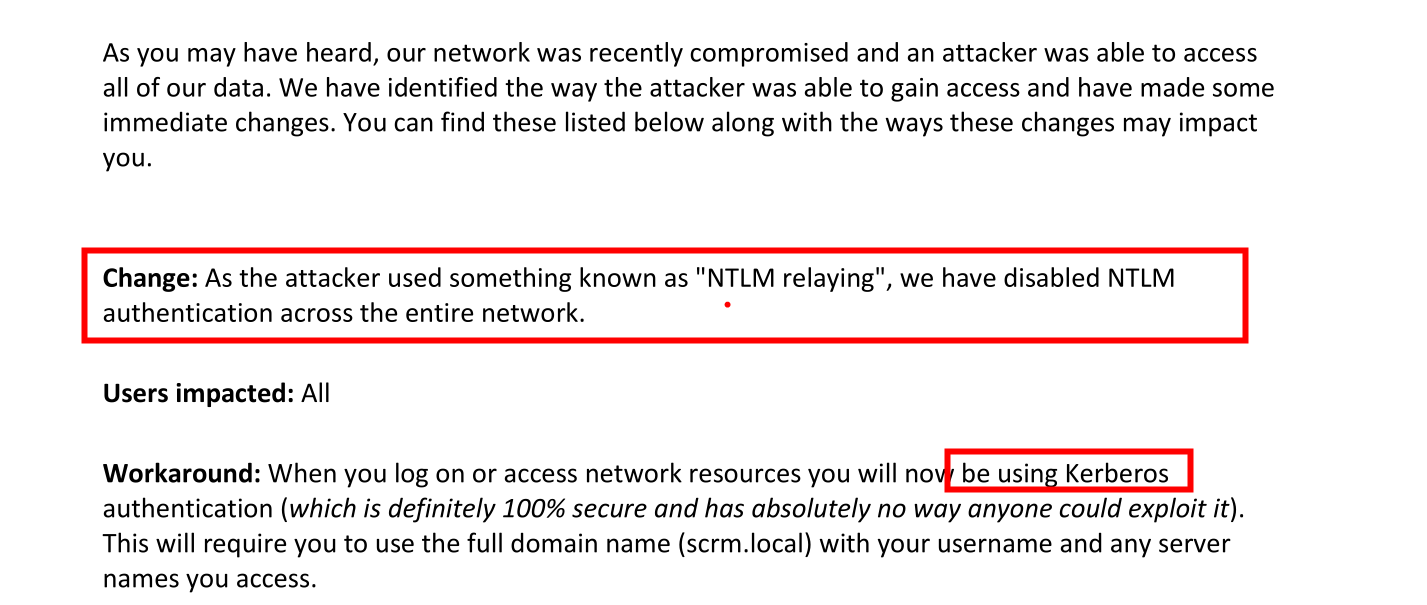 As you may have heard, our network was recently compromised and an attacker was able to access
all of our data. We have identified the way the attacker was able to gain access and have made some
immediate changes. You can find these listed below along with the ways these changes may impact
you.
Change: As the attacker used something known as "NTLM relaying", we have disabled NTLM
authentication across the entire network.
Users impacted: All
Workaround: When you log on or access network resources you will now be using Kerberos
authentication (which is definitely 100% secure and has absolutely no way anyone could exploit it).
This will require you to use the full domain name (scrm.local) with your username and any server
names you access.